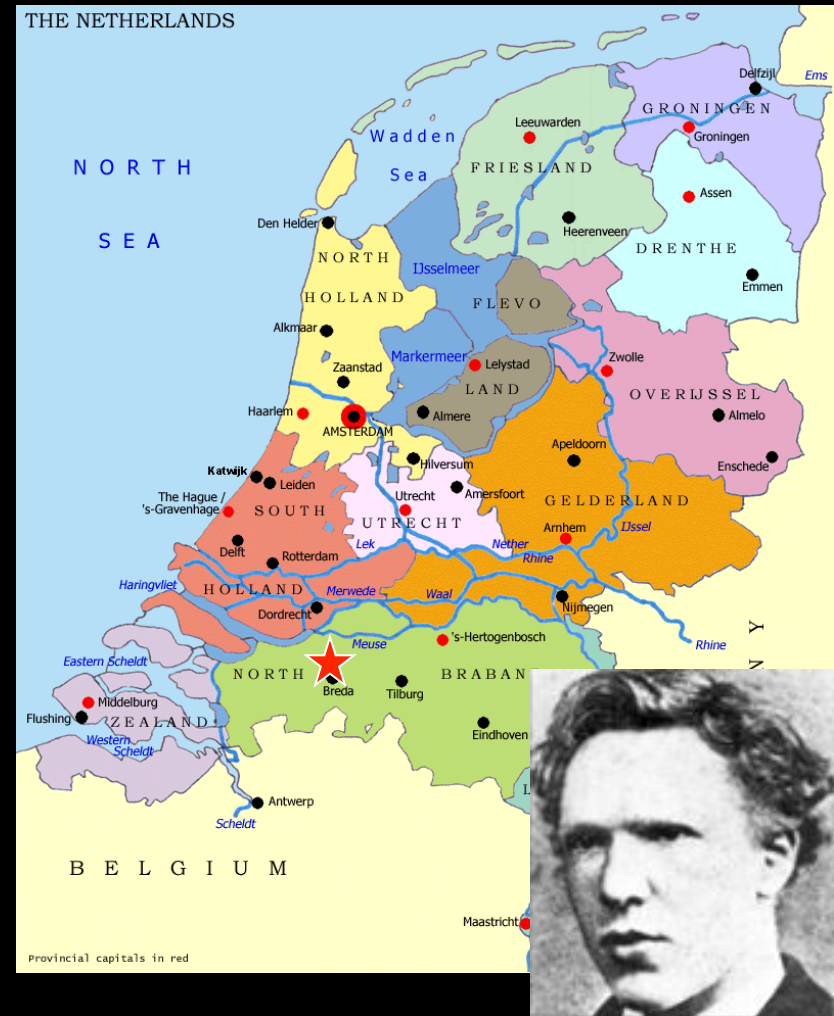 THE NETHERLANDS
Delfzijl
Ems
GRONINGEN
Leeuwarden
Groningen
Wadden
Sea
NORTH
SEA
FRIESLAND
Assen
Den Helder
Heerenveen
DRENTHE
NORTH
HOLLAND
IJsselmeer
Emmen
FLEVO
LAND
Alkmaar
Markermeer
Lelystad
Zwolle
Zaanstad
OVERIJSSEL
Haarlem
AMSTERDAM
Almere
Almelo
Apeldoorn
Hilversum
Enschede
Katwijk
Leiden
Amersfoort
The Hague /
's-Gravenhage
SOUTH
HOLLAND
Utrecht
UTRECHT
GELDERLAND
Arnhem
IJssel
Delft
Lek
Nether
Rhine
Rotterdam
Haringvliet
Merwede
Waal
Dordrecht
Nijmegen
Rhine
's-Hertogenbosch
Meuse
Y
N
Eastern Scheldt
NORTH
BRABAN
Breda
Tilburg
Middelburg
Flushing
ZEALAND
Western
Scheldt
Eindhoven
L
Antwerp
Scheldt
BELGIUM
Maastricht
Provincial capitals in red